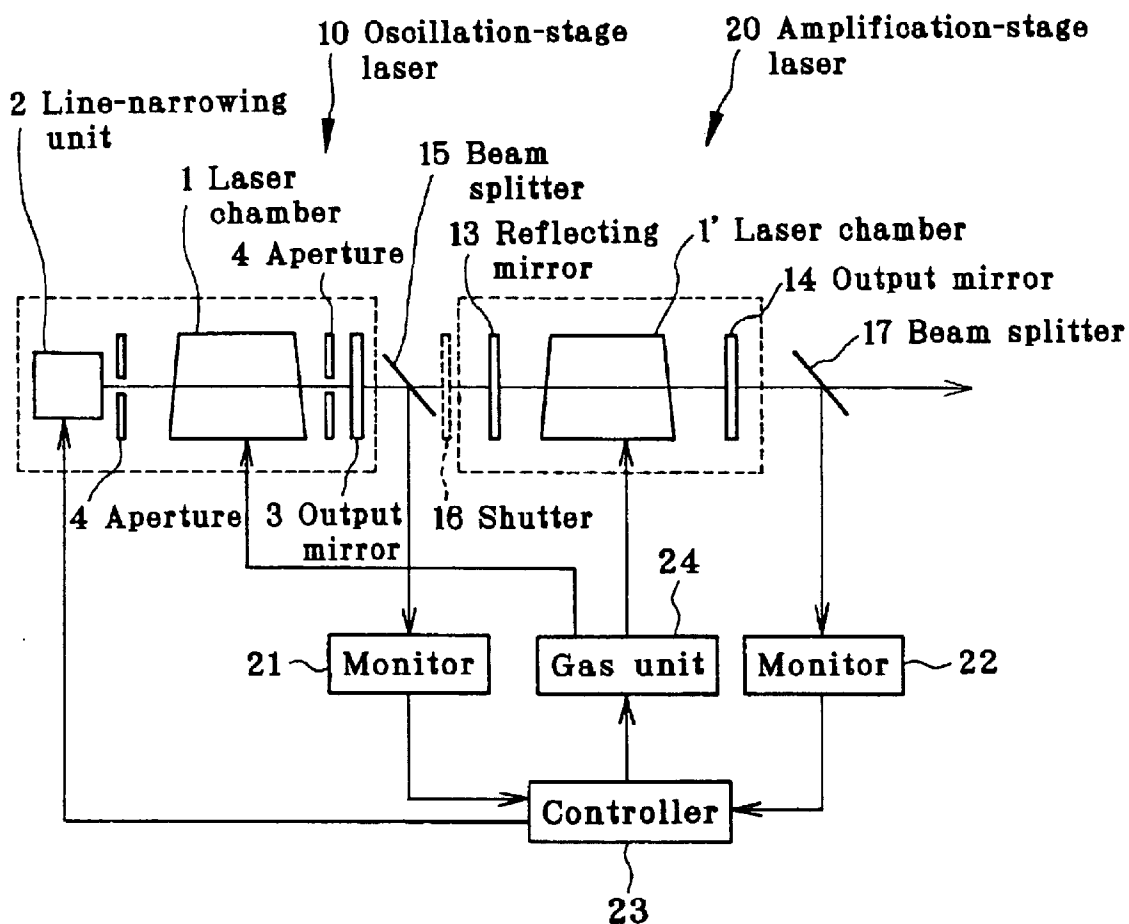 10 Oscillation-stage
laser
20 Amplification-stage
laser
2 Line-narrowing
unit
15 Beam
splitter
1 Laser
chamber
4 Aperture
13 Reflecting
mirror
1' Laser chamber
14 Output mirror
17 Beam splitter
4 Aperture
3 Output
mirror
16 Shutter
24
21
Monitor
Gas unit
Monitor
22
Controller
23